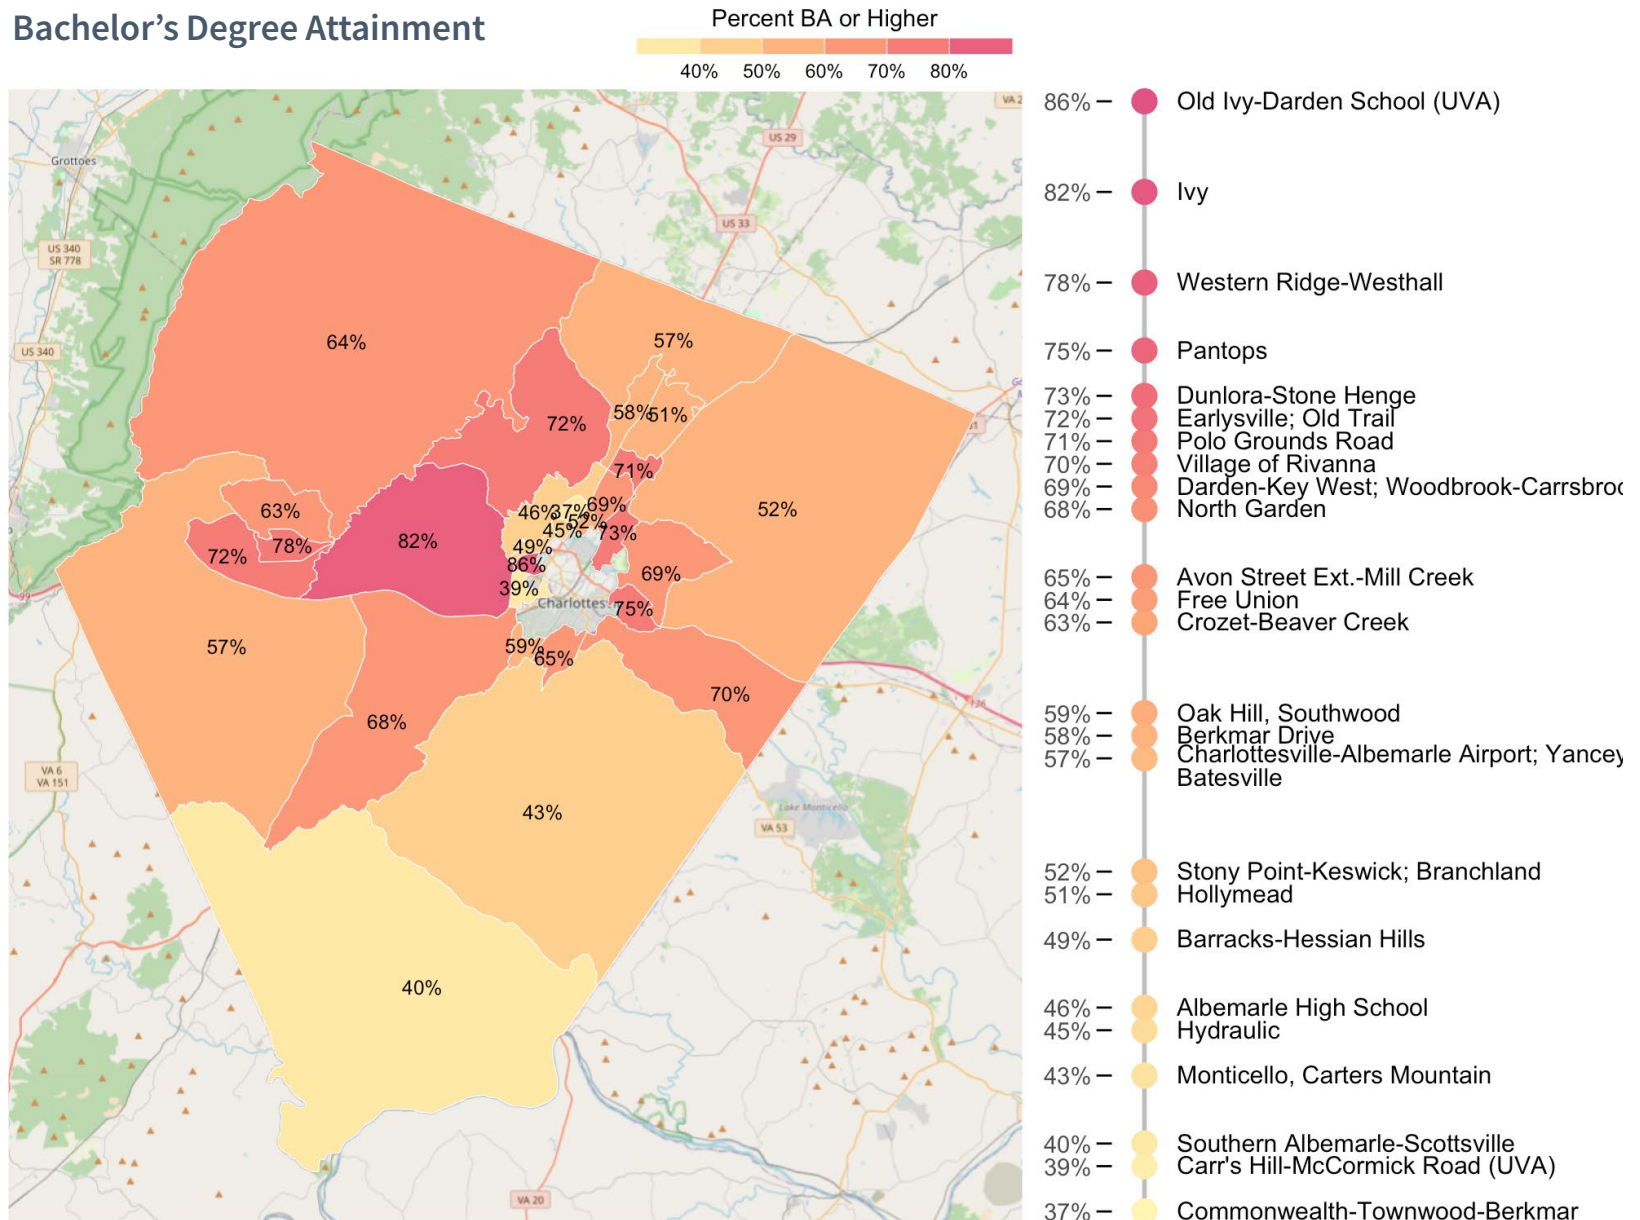 Bachelor’s Degree Attainment
Percent BA or Higher
40% 50% 60% 70% 80%
Grottoes
US 340
SR 778
US 340
US 29
US 33
VA 2
64%
57%
58%
51%
72%
71%
69%
52%
63%
78%
72%
82%
46%
37%
52%
45%
73%
49%
86%
39%
69%
75%
Charlottes
59%
65%
57%
68%
70%
43%
40%
99
VA 6
VA 151
Lake Monticello
VA 53
VA 20
86% Old Ivy-Darden School (UVA)
82% Ivy
78% Western Ridge-Westhall
75% Pantops
73% Dunlora-Stone Henge
72% Earlysville; Old Trail
71% Polo Grounds Road
70% Village of Rivanna
69% Darden-Key West; Woodbrook-Carrsbroo
68% North Garden
65% Avon Street Ext.-Mill Creek
64% Free Union
63% Crozet-Beaver Creek
59% Oak Hill, Southwood
58% Berkmar Drive
57% Charlottesville-Albemarle Airport; Yancey
Batesville
52% Stony Point-Keswick; Branchland
51% Hollymead
49% Barracks-Hessian Hills
46% Albemarle High School
45% Hydraulic
43% Monticello, Carters Mountain
40% Southern Albemarle-Scottsville
39% Carr's Hill-McCormick Road (UVA)
37% Commonwealth-Townwood-Berkmar